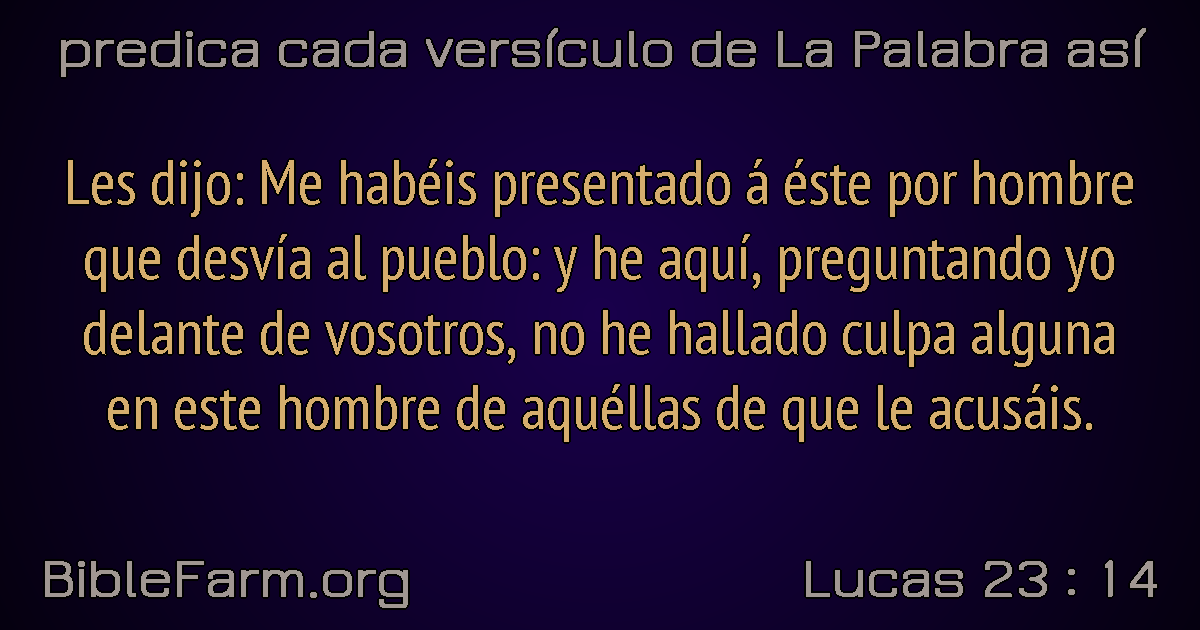 predica cada versículo de La Palabra así
Les dijo: Me habéis presentado á éste por hombre
que desvía al pueblo: y he aquí, preguntando yo
delante de vosotros, no he hallado culpa alguna
en este hombre de aquéllas de que le acusáis.
BibleFarm.org
Lucas 23 : 14